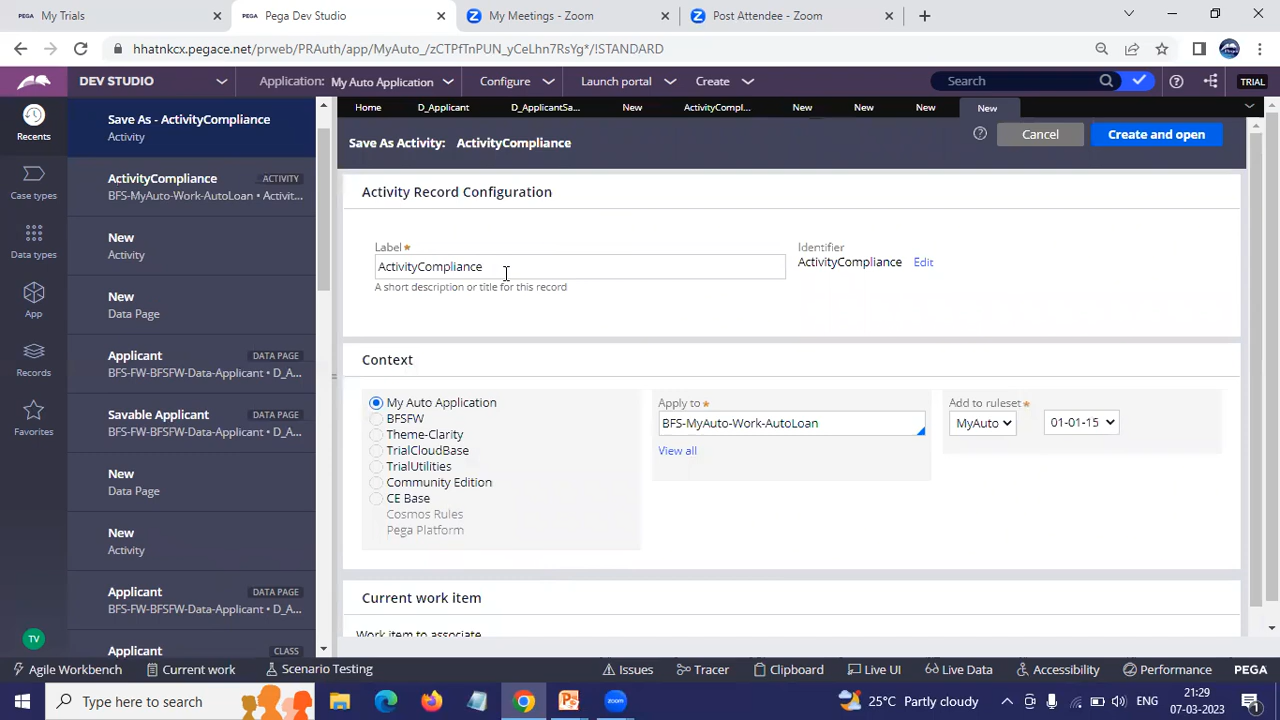 My Trials
Pega Dev Studio
My Meetings - Zoom
Post Attendee - Zoom
hhatnkcx.pegace.net/prweb/PRAuth/app/MyAuto_/zCTPfTnPUN_yCeLhn7RsYg*/!STANDARD
DEV STUDIO
Application: My Auto Application
Configure
Launch portal
Create
Search
TRIAL
Home
D_Applicant
D_ApplicantSa...
New
ActivityCompl...
New
New
New
New
Recents
Case types
Data types
App
Records
Favorites
TV
Save As - ActivityCompliance
Activity
ActivityCompliance ACTIVITY
BFS-MyAuto-Work-AutoLoan • Activit...
New
Activity
New
Data Page
Applicant DATA PAGE
BFS-FW-BFSFW-Data-Applicant • D_A...
Savable Applicant DATA PAGE
BFS-FW-BFSFW-Data-Applicant • D_A...
New
Data Page
New
Activity
Applicant DATA PAGE
BFS-FW-BFSFW-Data-Applicant • D_A...
Applicant CLASS
Save As Activity: ActivityCompliance
Cancel
Create and open
Activity Record Configuration
Label*
ActivityCompliance
A short description or title for this record
Identifier
ActivityCompliance Edit
Context
My Auto Application
BFSFW
Theme-Clarity
TrialCloudBase
TrialUtilities
Community Edition
CE Base
Cosmos Rules
Pega Platform
Apply to*
BFS-MyAuto-Work-AutoLoan
View all
Add to ruleset*
MyAuto
01-01-15
Current work item
Work item to associate
Agile Workbench
Current work
Scenario Testing
Issues
Tracer
Clipboard
Live UI
Live Data
Accessibility
Performance
PEGA
Type here to search
25°C Partly cloudy
ENG
21:29
07-03-2023
1